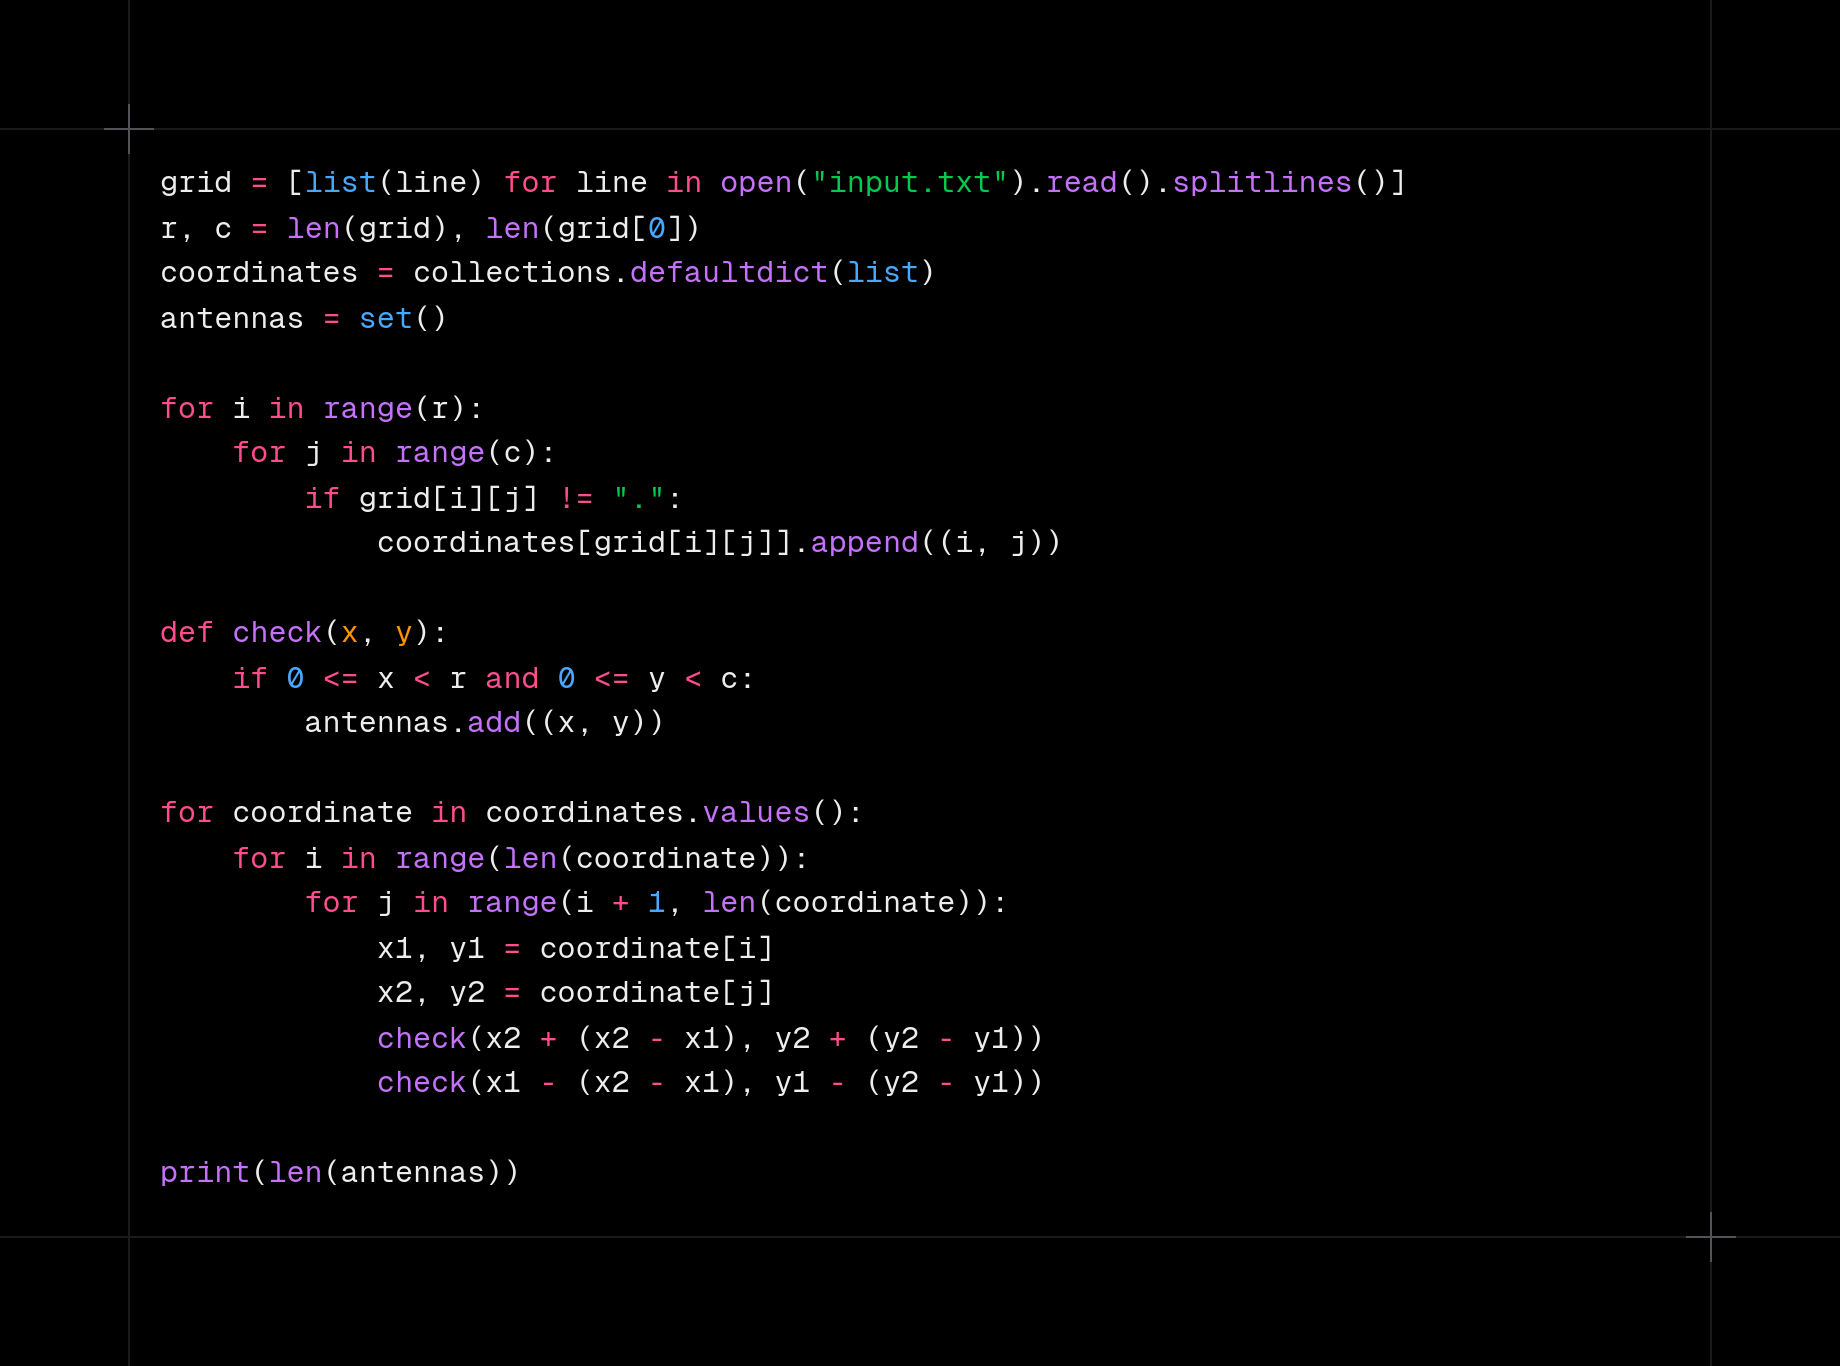 grid = [list(line) for line in open("input.txt").read().splitlines()]
r, c = len(grid), len(grid[0])
coordinates = collections.defaultdict(list)
antennas = set()

for i in range(r):
    for j in range(c):
        if grid[i][j] != ".":
            coordinates[grid[i][j]].append((i, j))

def check(x, y):
    if 0 <= x < r and 0 <= y < c:
        antennas.add((x, y))

for coordinate in coordinates.values():
    for i in range(len(coordinate)):
        for j in range(i + 1, len(coordinate)):
            x1, y1 = coordinate[i]
            x2, y2 = coordinate[j]
            check(x2 + (x2 - x1), y2 + (y2 - y1))
            check(x1 - (x2 - x1), y1 - (y2 - y1))

print(len(antennas))